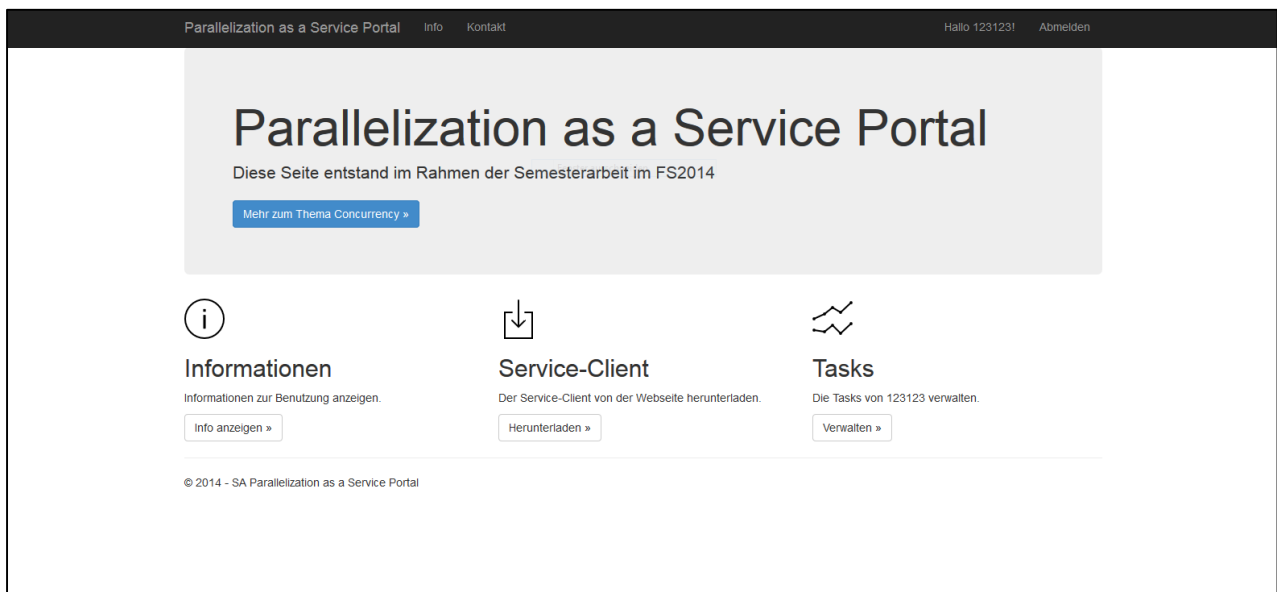 Parallelization as a Service Portal Info Kontakt Hallo 123123! Abmelden
Parallelization as a Service Portal
Diese Seite entstand im Rahmen der Semesterarbeit im FS2014
Mehr zum Thema Concurrency »
Informationen Service-Client Tasks
Informationen zur Benutzung anzeigen. Der Service-Client von der Webseite herunterladen. Die Tasks von 123123 verwalten.
Info anzeigen » Herunterladen » Verwalten »
© 2014 - SA Parallelization as a Service Portal